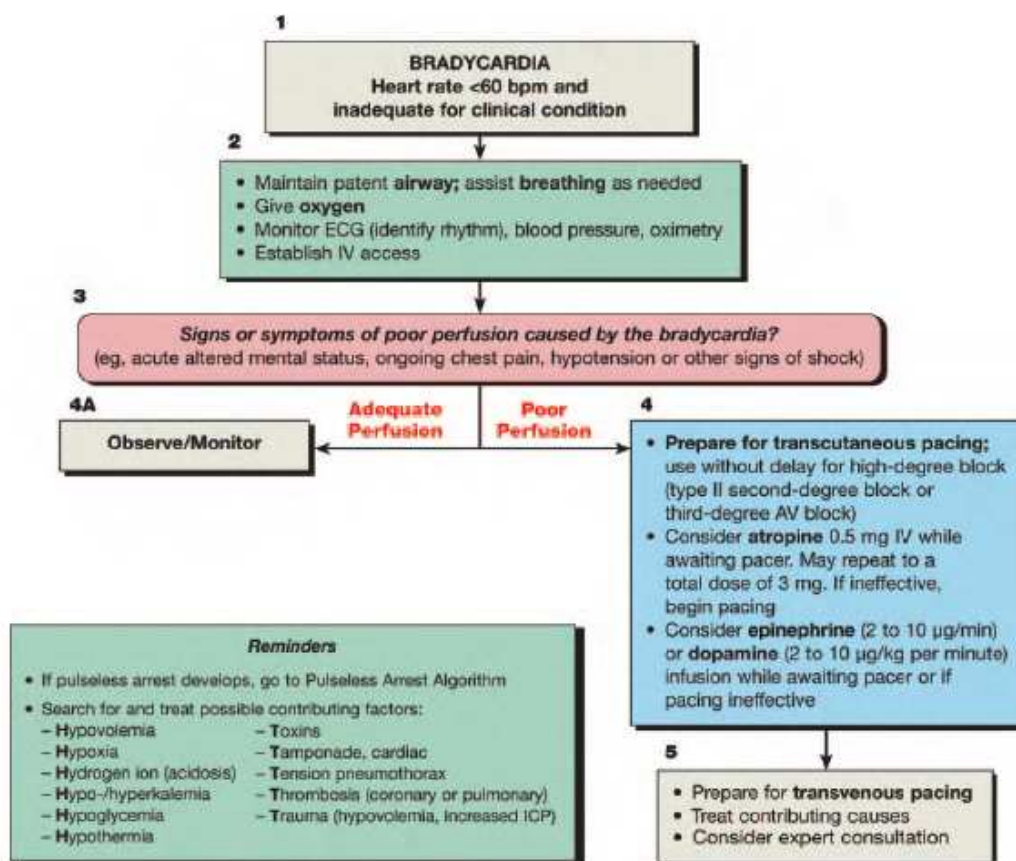 1
BRADYCARDIA
Heart rate <60 bpm and
inadequate for clinical condition
2
• Maintain patent airway; assist breathing as needed
• Give oxygen
• Monitor ECG (identify rhythm), blood pressure, oximetry
• Establish IV access
3
Signs or symptoms of poor perfusion caused by the bradycardia?
(eg, acute altered mental status, ongoing chest pain, hypotension or other signs of shock)
4A
Observe/Monitor
Adequate
Perfusion
Poor
Perfusion
4
• Prepare for transcutaneous pacing;
use without delay for high-degree block
(type II second-degree block or
third-degree AV block)
• Consider atropine 0.5 mg IV while
awaiting pacer. May repeat to a
total dose of 3 mg. If ineffective,
begin pacing
• Consider epinephrine (2 to 10 µg/min)
or dopamine (2 to 10 µg/kg per minute)
infusion while awaiting pacer or if
pacing ineffective
Reminders
• If pulseless arrest develops, go to Pulseless Arrest Algorithm
• Search for and treat possible contributing factors:
– Hypovolemia
– Hypoxia
– Hydrogen ion (acidosis)
– Hypo-/hyperkalemia
– Hypoglycemia
– Hypothermia
– Toxins
– Tamponade, cardiac
– Tension pneumothorax
– Thrombosis (coronary or pulmonary)
– Trauma (hypovolemia, increased ICP)
5
• Prepare for transvenous pacing
• Treat contributing causes
• Consider expert consultation